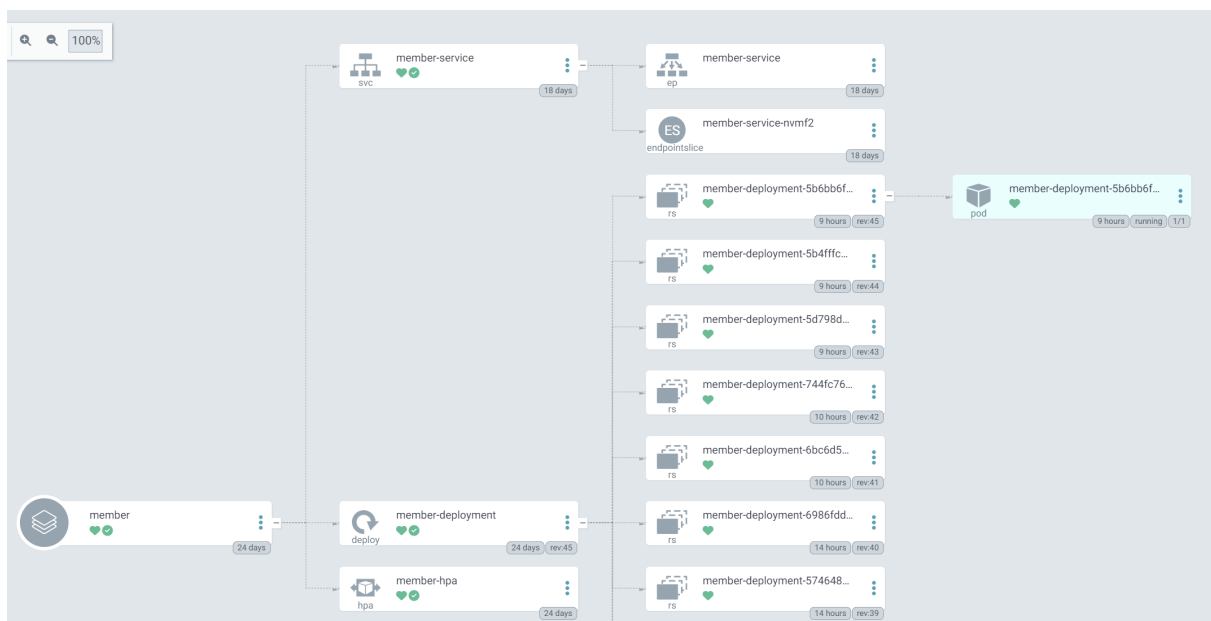 100%
member-service
svc
18 days
member-service
ep
18 days
ES
member-service-nvmf2
endpointslice
18 days
member-deployment-5b6bb6f...
rs
9 hours
rev:45
member-deployment-5b6bb6f...
pod
9 hours
running
1/1
member-deployment-5b4fffc...
rs
9 hours
rev:44
member-deployment-5d798d...
rs
9 hours
rev:43
member-deployment-744fc76...
rs
10 hours
rev:42
member-deployment-6bc6d5...
rs
10 hours
rev:41
member
24 days
member-deployment
deploy
24 days
rev:45
member-deployment-6986fdd...
rs
14 hours
rev:40
member-hpa
hpa
24 days
member-deployment-574648...
rs
14 hours
rev:39